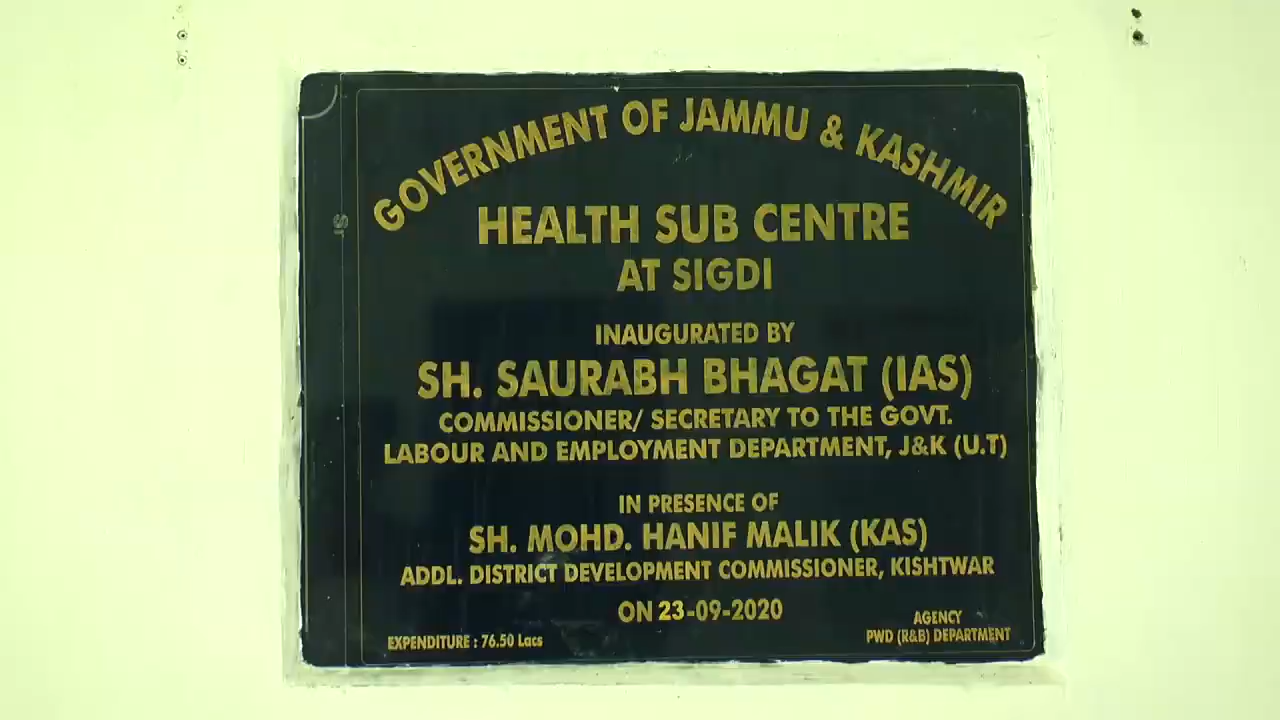 GOVERNMENT OF JAMMU & KASHMIR
HEALTH SUB CENTRE
AT SIGDI
INAUGURATED BY
SH. SAURABH BHAGAT (IAS)
COMMISSIONER/ SECRETARY TO THE GOVT.
LABOUR AND EMPLOYMENT DEPARTMENT, J&K (U.T)
IN PRESENCE OF
SH. MOHD. HANIF MALIK (KAS)
ADDL. DISTRICT DEVELOPMENT COMMISSIONER, KISHTWAR
ON 23-09-2020
EXPENDITURE : 76.50 Lacs
AGENCY
PWD (R&B) DEPARTMENT